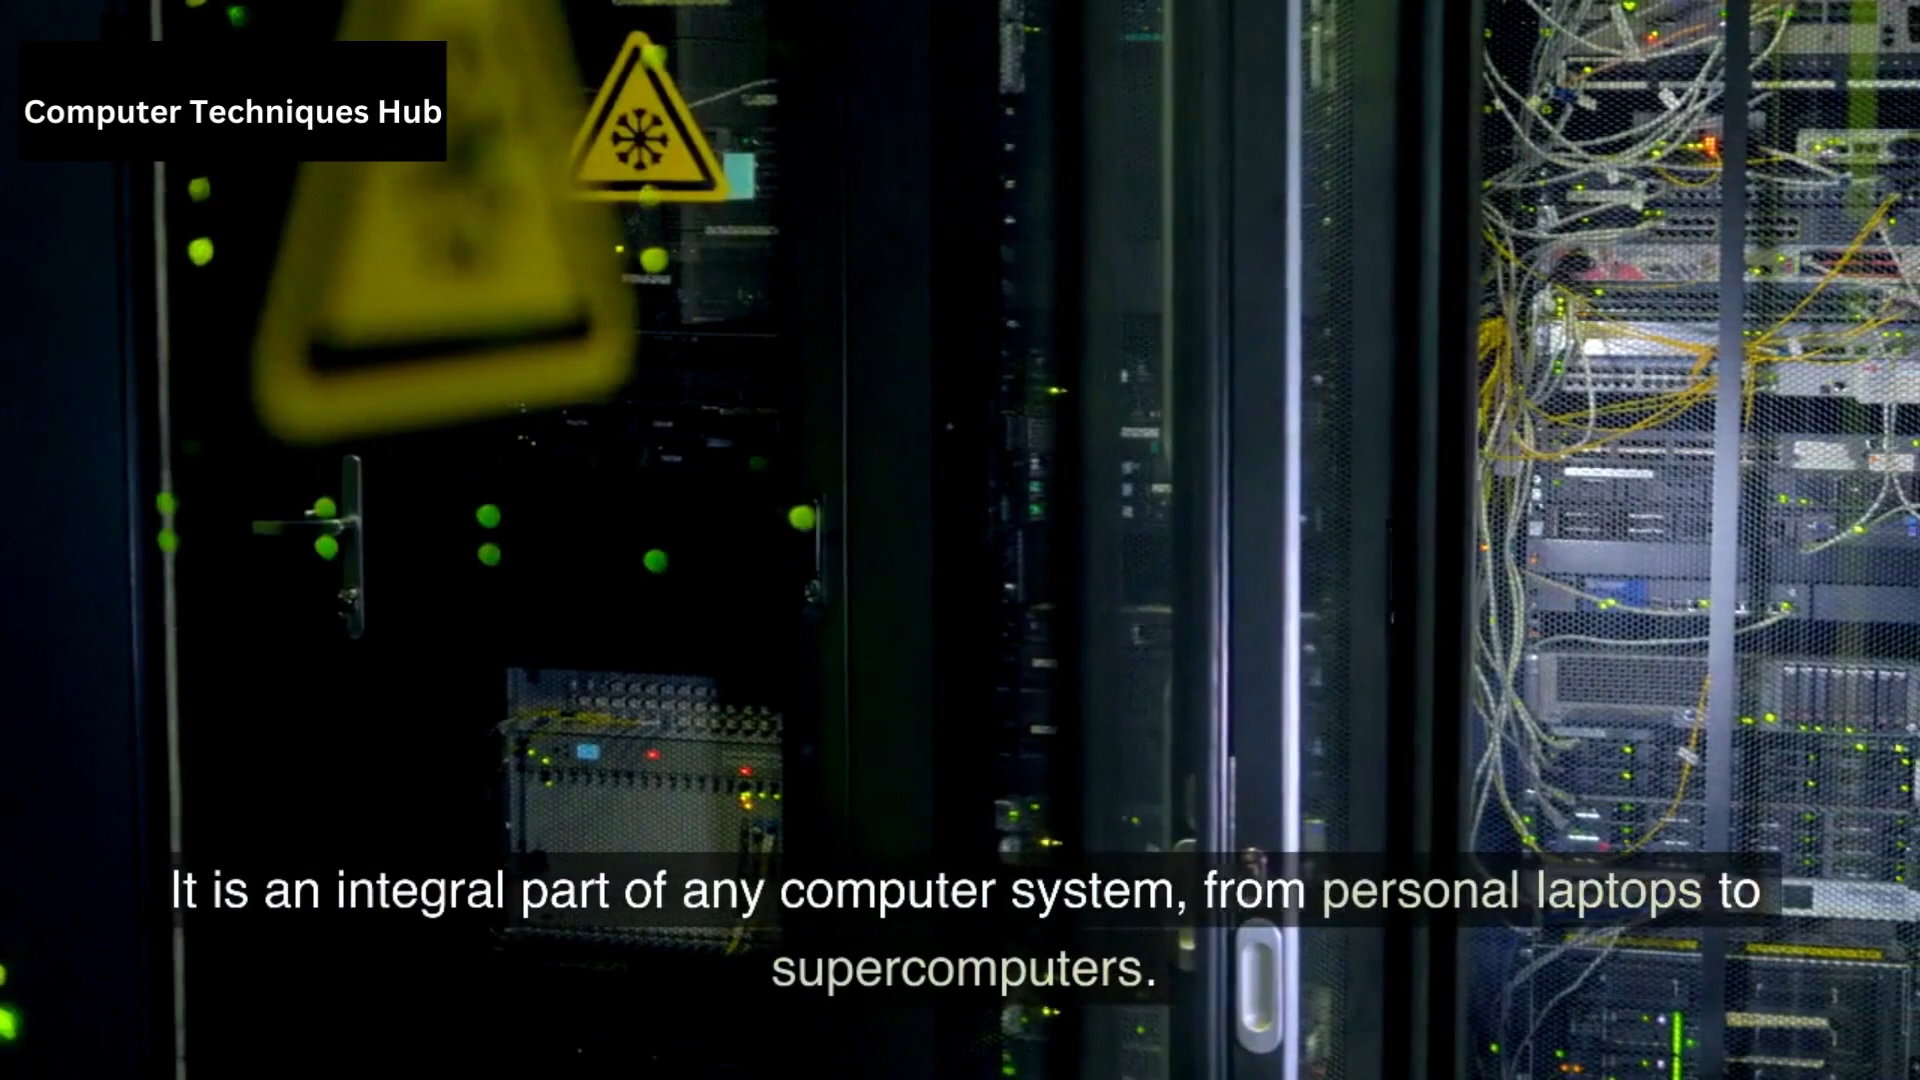 Computer Techniques Hub
It is an integral part of any computer system, from personal laptops to
supercomputers.